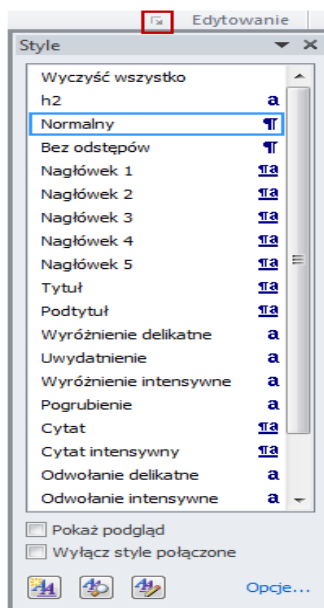 Edytowanie
Style
Wyczyść wszystko
h2 a
Normalny ¶
Bez odstępów ¶
Nagłówek 1 ¶a
Nagłówek 2 ¶a
Nagłówek 3 ¶a
Nagłówek 4 ¶a
Nagłówek 5 ¶a
Tytuł ¶a
Podtytuł ¶a
Wyróżnienie delikatne a
Uwydatnienie a
Wyróżnienie intensywne a
Pogrubienie a
Cytat ¶a
Cytat intensywny ¶a
Odwołanie delikatne a
Odwołanie intensywne a
Pokaż podgląd
Wyłącz style połączone
Opcje...